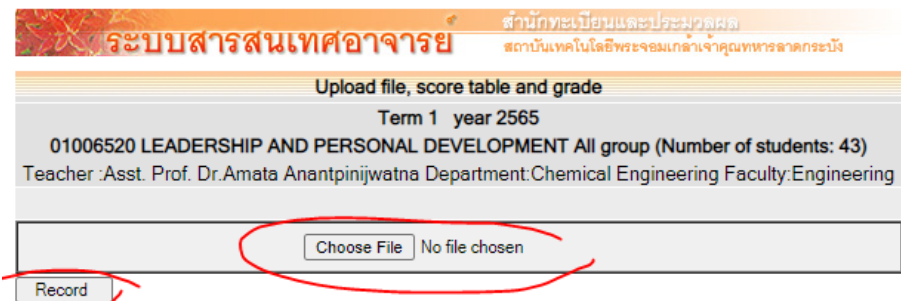 ระบบสารสนเทศอาจารย์
สำนักทะเบียนและประมวลผล
สถาบันเทคโนโลยีพระจอมเกล้าเจ้าคุณทหารลาดกระบัง
Upload file, score table and grade
Term 1 year 2565
01006520 LEADERSHIP AND PERSONAL DEVELOPMENT All group (Number of students: 43)
Teacher :Asst. Prof. Dr.Amata Anantpinijwatna Department:Chemical Engineering Faculty:Engineering
Choose File No file chosen
Record